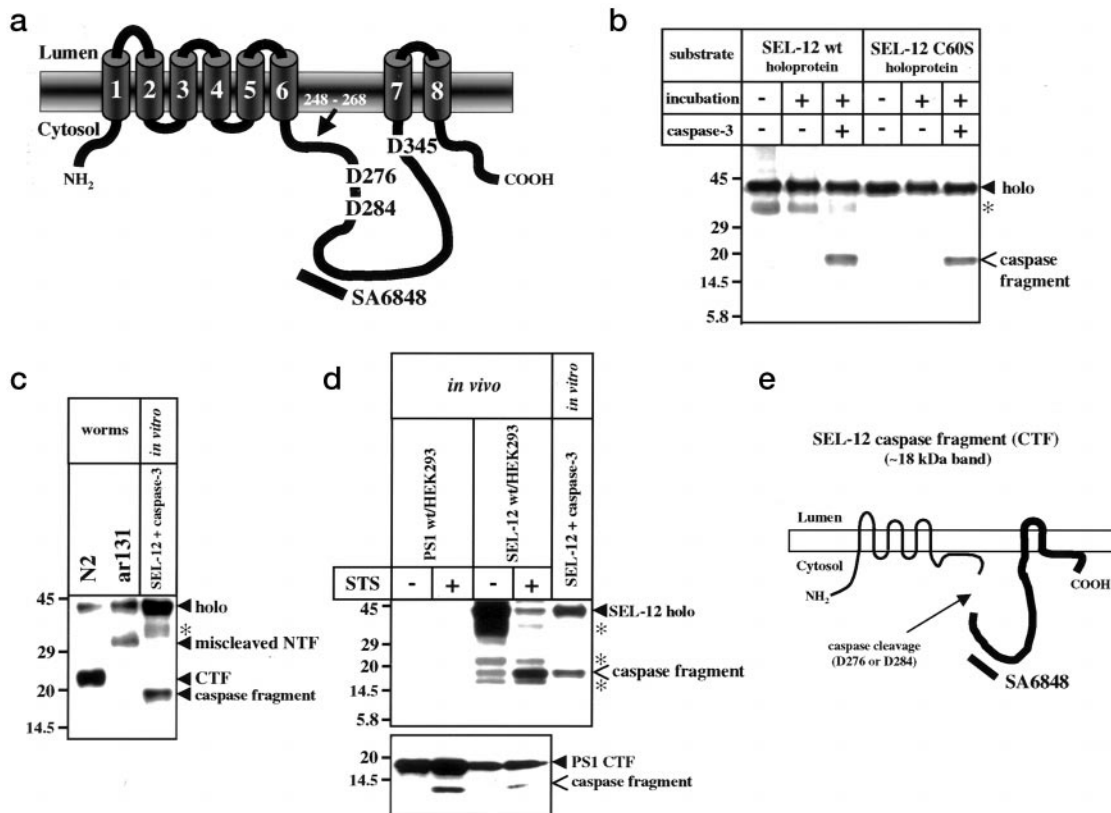 a
Lumen
1 2 3 4 5 6 7 8
248 - 268
Cytosol
D345
NH2
COOH
D276
D284
SA6848
b
substrate
SEL-12 wt
holoprotein
SEL-12 C60S
holoprotein
incubation - + + - + +
caspase-3 - - + - - +
45
holo
*
29
20
caspase
fragment
14.5
5.8
c
worms
in vitro
N2
ar131
SEL-12 + caspase-3
45
holo
*
miscleaved NTF
29
CTF
20
caspase fragment
14.5
d
in vivo
in vitro
PS1 wt/HEK293
SEL-12 wt/HEK293
SEL-12 + caspase-3
STS - + - +
45
SEL-12 holo
*
29
*
20
caspase fragment
14.5
*
5.8
20
PS1 CTF
14.5
caspase fragment
e
SEL-12 caspase fragment (CTF)
(~18 kDa band)
Lumen
Cytosol
NH2
COOH
caspase cleavage
(D276 or D284)
SA6848